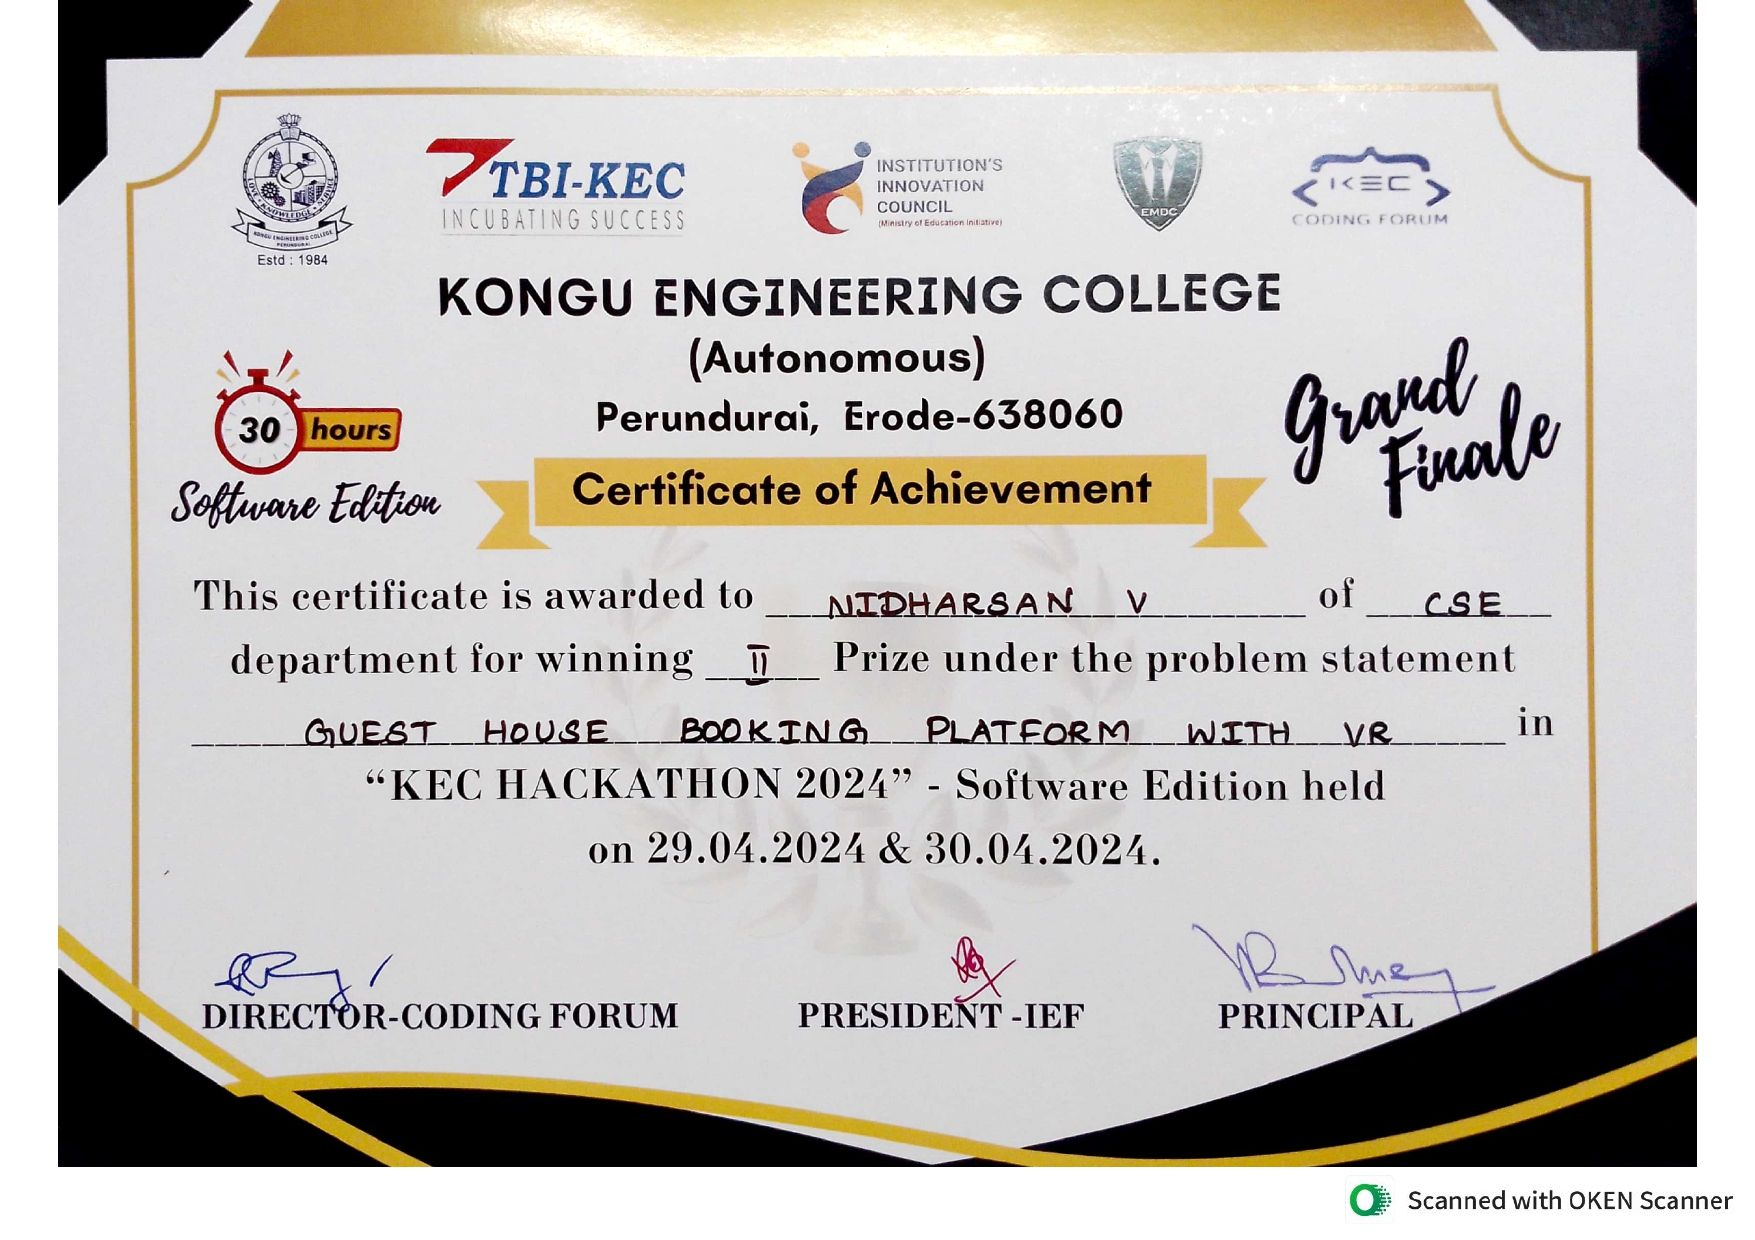 LOVE KNOWLEDGE SERVICE
KONGU ENGINEERING COLLEGE
PERUNDURAI
Estd : 1984
TBI-KEC
INCUBATING SUCCESS
INSTITUTION'S
INNOVATION
COUNCIL
(Ministry of Education Initiative)
EMDC
KEC
CODING FORUM
KONGU ENGINEERING COLLEGE
(Autonomous)
Perundurai, Erode-638060
30 hours
Software Edition
Grand
Finale
Certificate of Achievement
This certificate is awarded to NIDHARSAN V of CSE
department for winning II Prize under the problem statement
GUEST HOUSE BOOKING PLATFORM WITH VR in
“KEC HACKATHON 2024” - Software Edition held
on 29.04.2024 & 30.04.2024.
DIRECTOR-CODING FORUM
PRESIDENT -IEF
PRINCIPAL
Scanned with OKEN Scanner